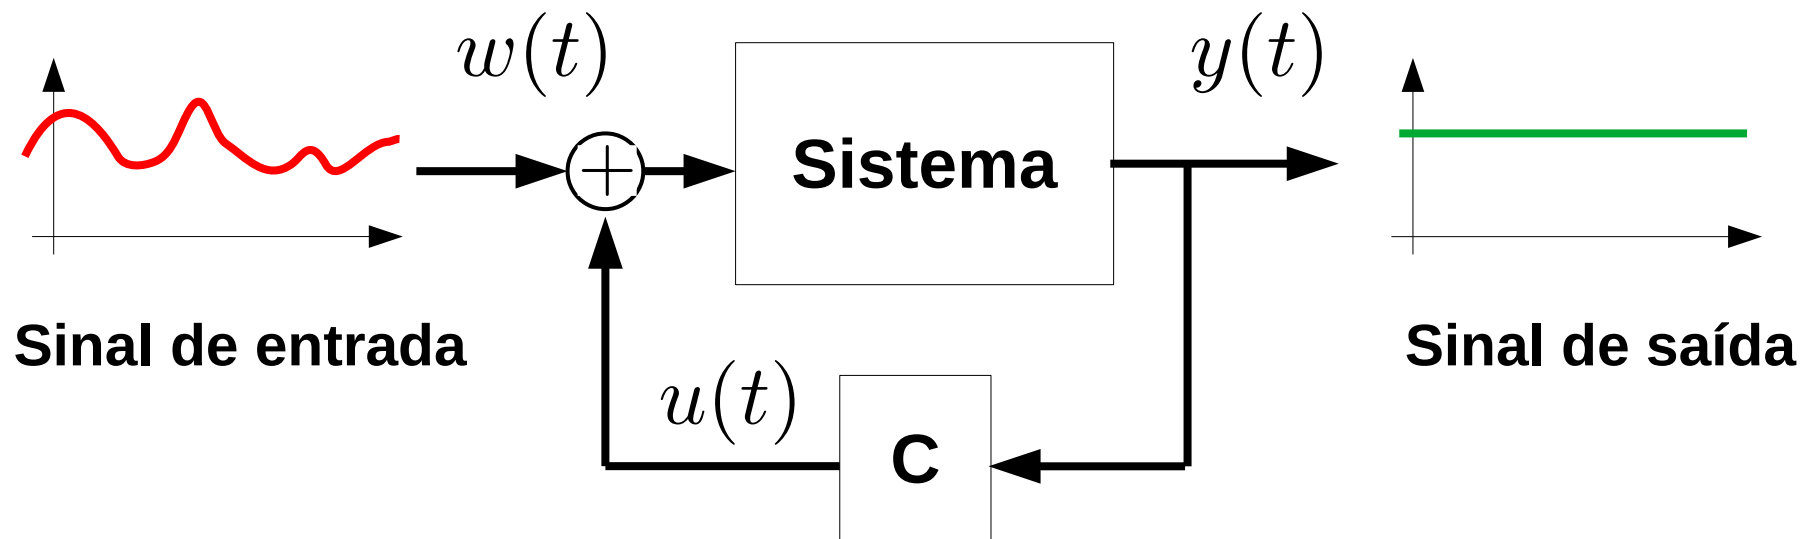 w(t)
y(t)
Sistema
Sinal de entrada
Sinal de saída
u(t)
C